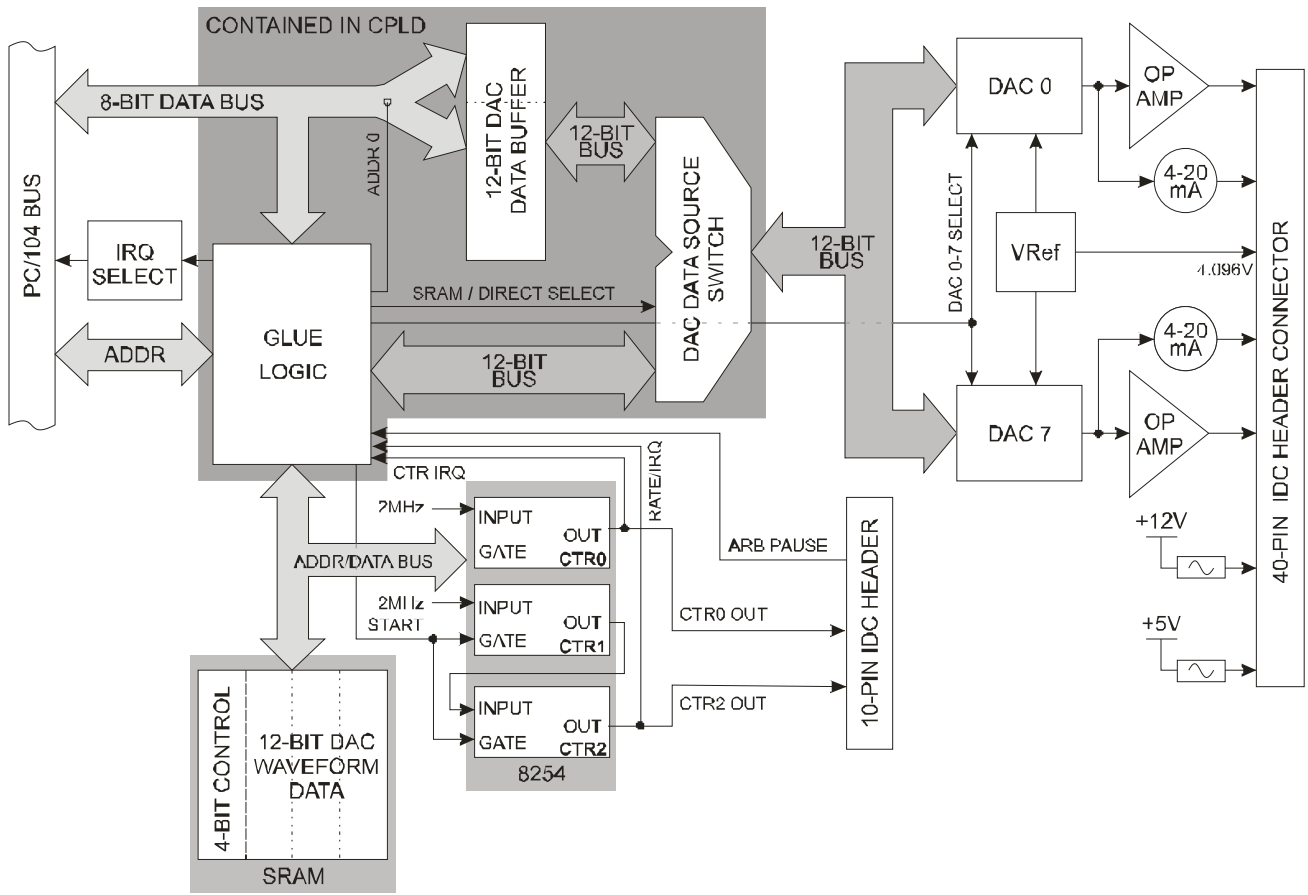 CONTAINED IN CPLD
PC/104 BUS
8-BIT DATA BUS
ADDR 0
12-BIT DAC
DATA BUFFER
12-BIT
BUS
DAC DATA SOURCE
SWITCH
IRQ
SELECT
ADDR
GLUE
LOGIC
SRAM / DIRECT SELECT
12-BIT
BUS
12-BIT
BUS
DAC 0-7 SELECT
DAC 0
OP
AMP
4-20
mA
VRef
4.096V
4-20
mA
DAC 7
OP
AMP
40-PIN IDC HEADER CONNECTOR
+12V
+5V
CTR IRQ
RATE/IRQ
2MHz
INPUT
GATE
OUT
CTR0
ADDR/DATA BUS
2MHz
START
INPUT
GATE
OUT
CTR1
INPUT
GATE
OUT
CTR2
8254
ARB PAUSE
CTR0 OUT
CTR2 OUT
10-PIN IDC HEADER
4-BIT CONTROL
12-BIT DAC
WAVEFORM
DATA
SRAM